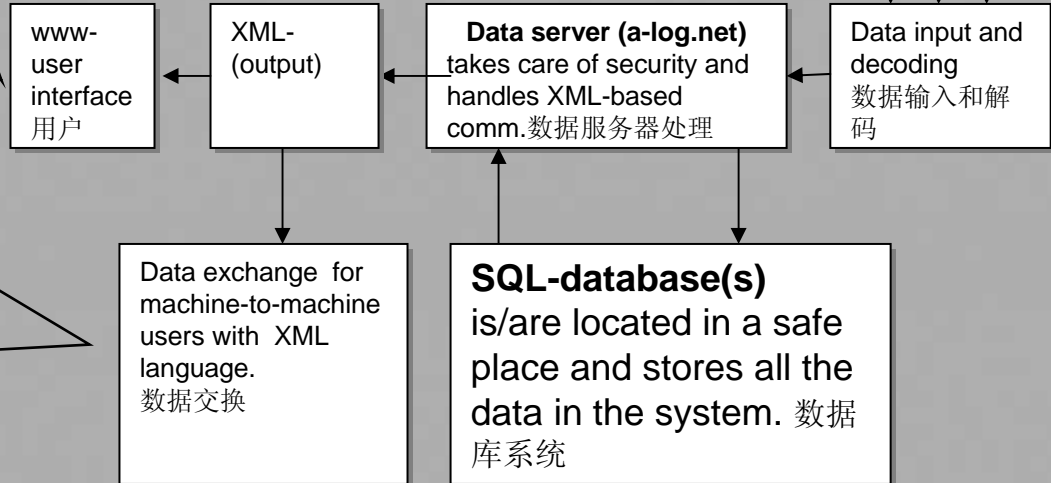 www-
user
interface
用户
XML-
(output)
Data server (a-log.net)
takes care of security and
handles XML-based
comm.数据服务器处理
Data input and
decoding
数据输入和解
码
Data exchange for
machine-to-machine
users with XML
language.
数据交换
SQL-database(s)
is/are located in a safe
place and stores all the
data in the system. 数据
库系统